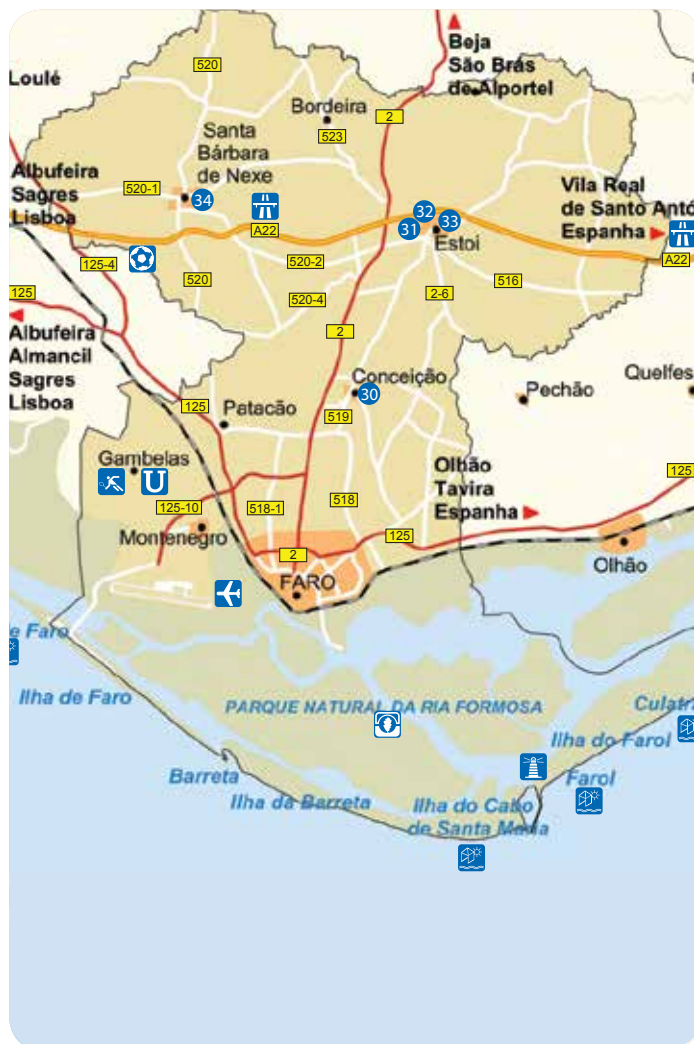 Beja
São Brás
de Alportel
Loulé
520
Bordeira
2
523
Santa
Bárbara
de Nexe
Albufeira
Sagres
Lisboa
520-1
34
32
33
31
Estoi
Vila Real
de Santo Antó
Espanha
A22
A22
125-4
520
520-2
520-4
516
2-6
125
2
Albufeira
Almancil
Sagres
Lisboa
Conceição
30
Pechão
Quelfes
125
Patacão
519
Gambelas
U
Olhão
Tavira
Espanha
125
125-10
518-1
518
Montenegro
2
125
Olhão
FARO
e Faro
Ilha de Faro
PARQUE NATURAL DA RIA FORMOSA
Culatr
Ilha do Farol
Barreta
Farol
Ilha da Barreta
Ilha do Cabo
de Santa Maria